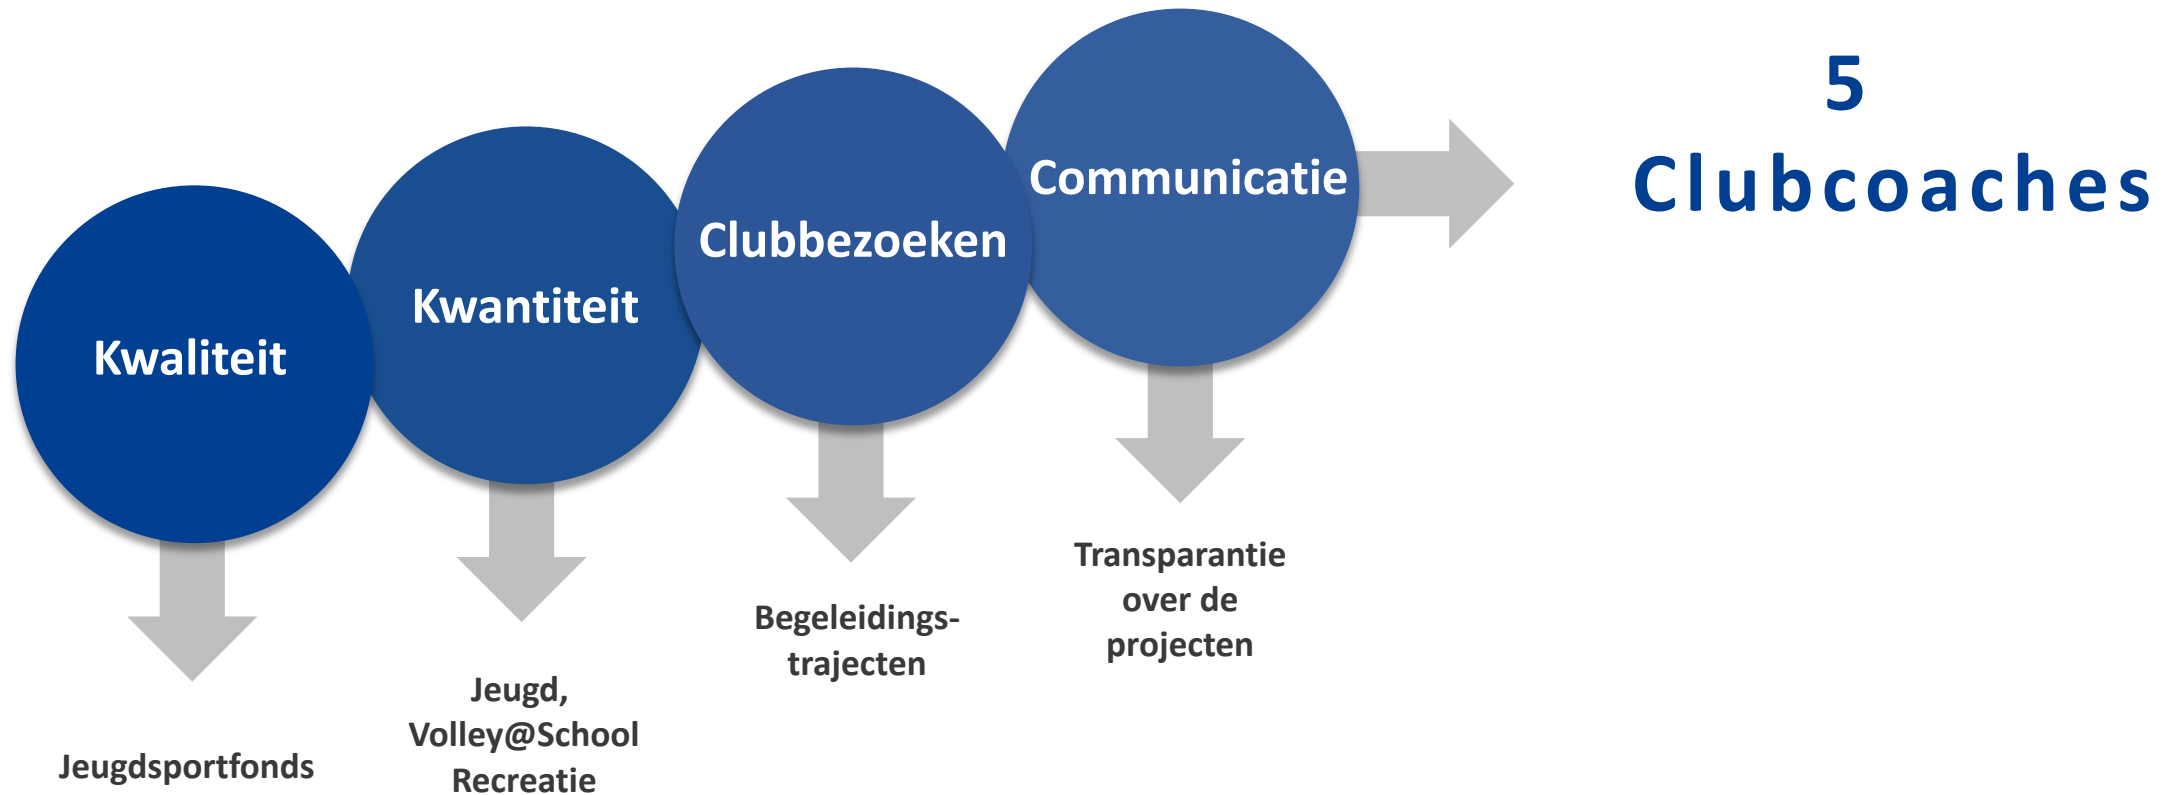 Kwaliteit
Jeugdsportfonds
Kwantiteit
Jeugd,
Volley@School
Recreatie
Clubbezoeken
Begeleidings-
trajecten
Communicatie
Transparantie
over de
projecten
5
Clubcoaches